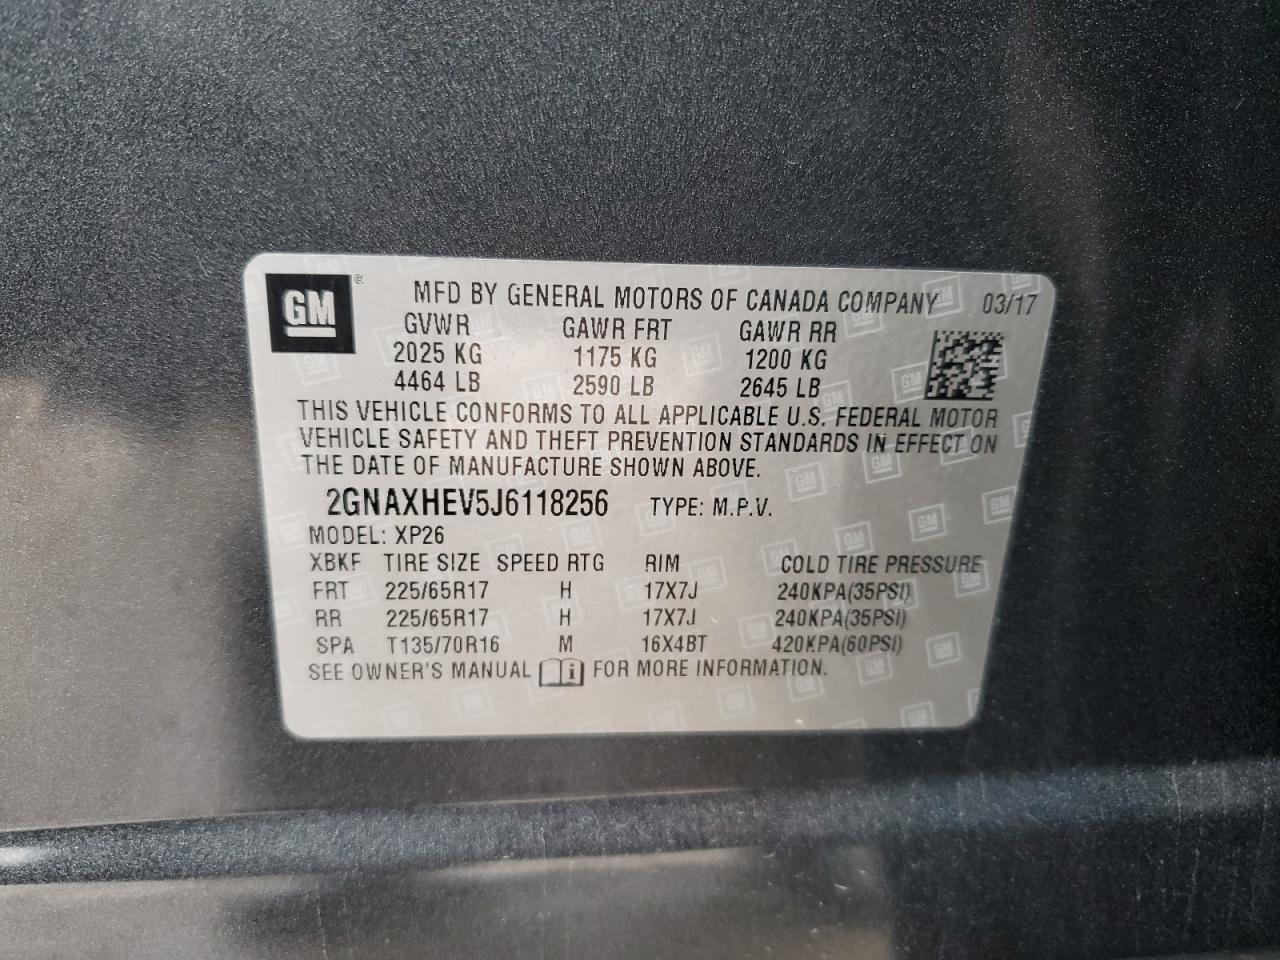 GM ®
MFD BY GENERAL MOTORS OF CANADA COMPANY 03/17
GVWR GAWR FRT GAWR RR
2025 KG 1175 KG 1200 KG
4464 LB 2590 LB 2645 LB
THIS VEHICLE CONFORMS TO ALL APPLICABLE U.S. FEDERAL MOTOR
VEHICLE SAFETY AND THEFT PREVENTION STANDARDS IN EFFECT ON
THE DATE OF MANUFACTURE SHOWN ABOVE.
2GNAXHEV5J6118256 TYPE: M.P.V.
MODEL: XP26
XBKF TIRE SIZE SPEED RTG RIM COLD TIRE PRESSURE
FRT 225/65R17 H 17X7J 240KPA(35PSI)
RR 225/65R17 H 17X7J 240KPA(35PSI)
SPA T135/70R16 M 16X4BT 420KPA(60PSI)
SEE OWNER'S MANUAL FOR MORE INFORMATION.